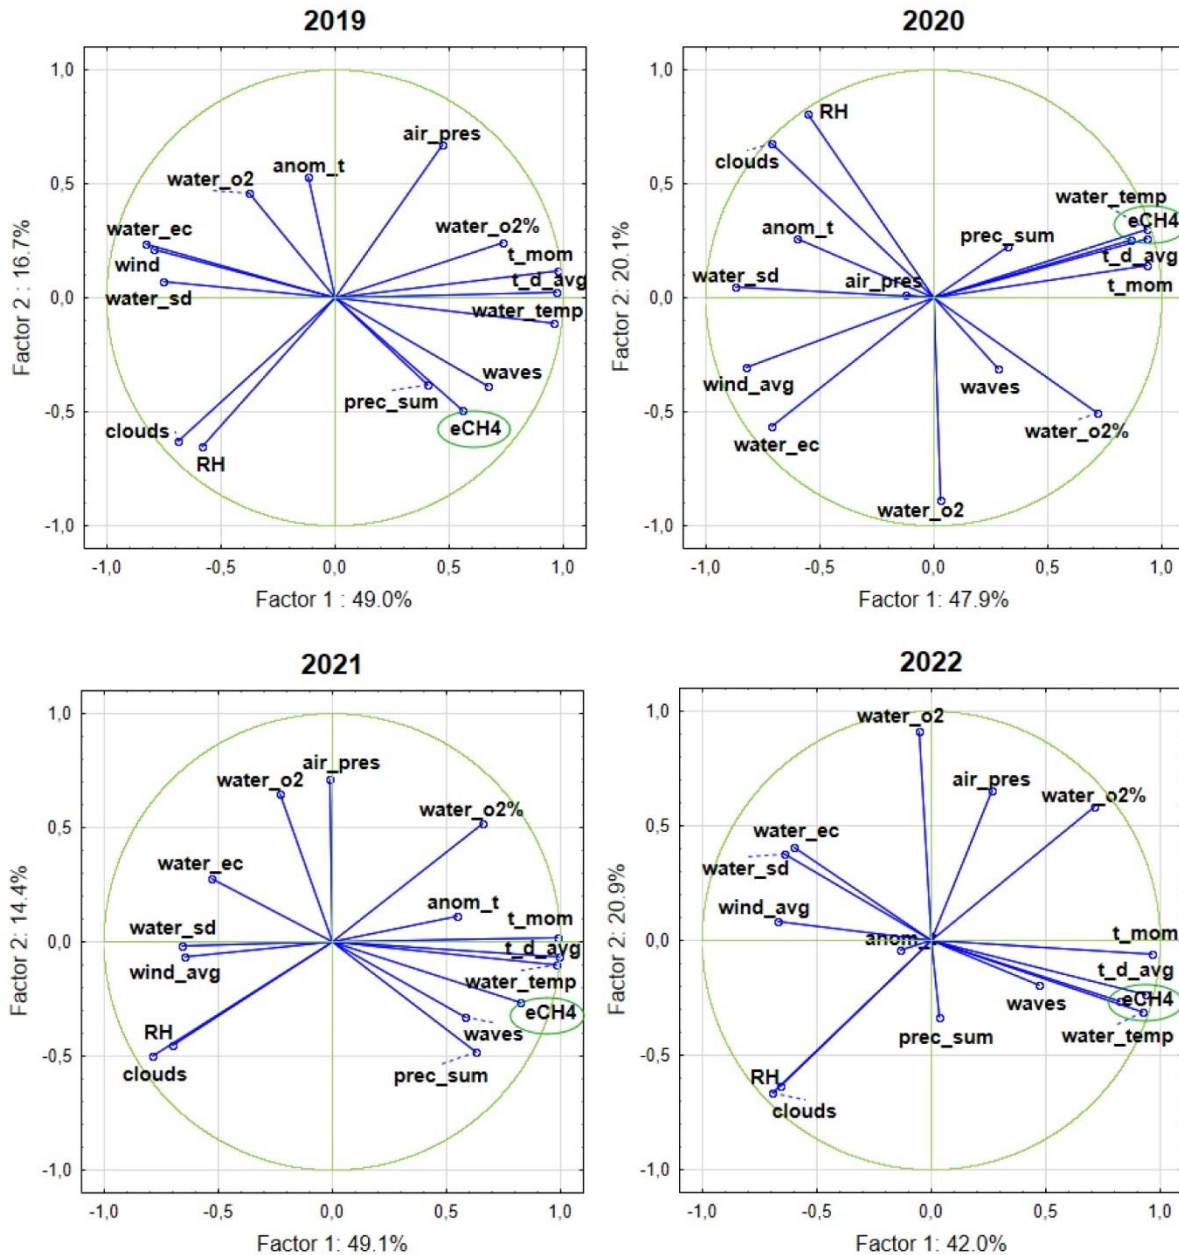 2019
1,0
0,5
0,0
-0,5
-1,0
Factor 2 : 16.7%
air_pres
anom_t
water_o2
water_ec
wind
water_sd
water_o2%
t_mom
t_d_avg
water_temp
waves
prec_sum
eCH4
clouds
RH
-1,0 -0,5 0,0 0,5 1,0
Factor 1 : 49.0%
2020
1,0
0,5
0,0
-0,5
-1,0
Factor 2: 20.1%
RH
clouds
water_temp
eCH4
anom_t
prec_sum
t_d_avg
water_sd
air_pres
t_mom
wind_avg
waves
water_ec
water_o2%
water_o2
-1,0 -0,5 0,0 0,5 1,0
Factor 1: 47.9%
2021
1,0
0,5
0,0
-0,5
-1,0
Factor 2: 14.4%
air_pres
water_o2
water_o2%
water_ec
anom_t
t_mom
water_sd
t_d_avg
wind_avg
water_temp
eCH4
RH
waves
clouds
prec_sum
-1,0 -0,5 0,0 0,5 1,0
Factor 1: 49.1%
2022
1,0
0,5
0,0
-0,5
-1,0
Factor 2: 20.9%
water_o2
air_pres
water_o2%
water_ec
water_sd
wind_avg
anom_
t_mom
t_d_avg
eCH4
waves
water_temp
prec_sum
RH
clouds
-1,0 -0,5 0,0 0,5 1,0
Factor 1: 42.0%